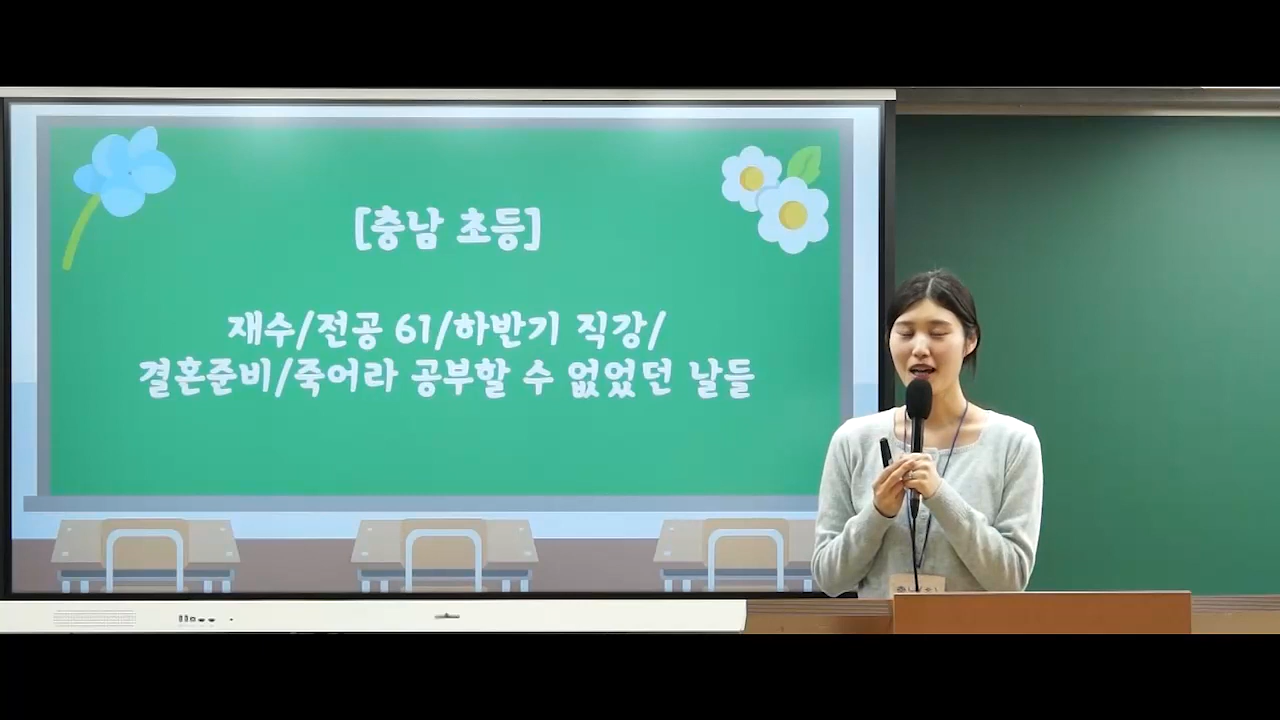 [충남 초등]
재수/전공 61/하반기 직강/
결혼준비/죽어라 공부할 수 없었던 날들